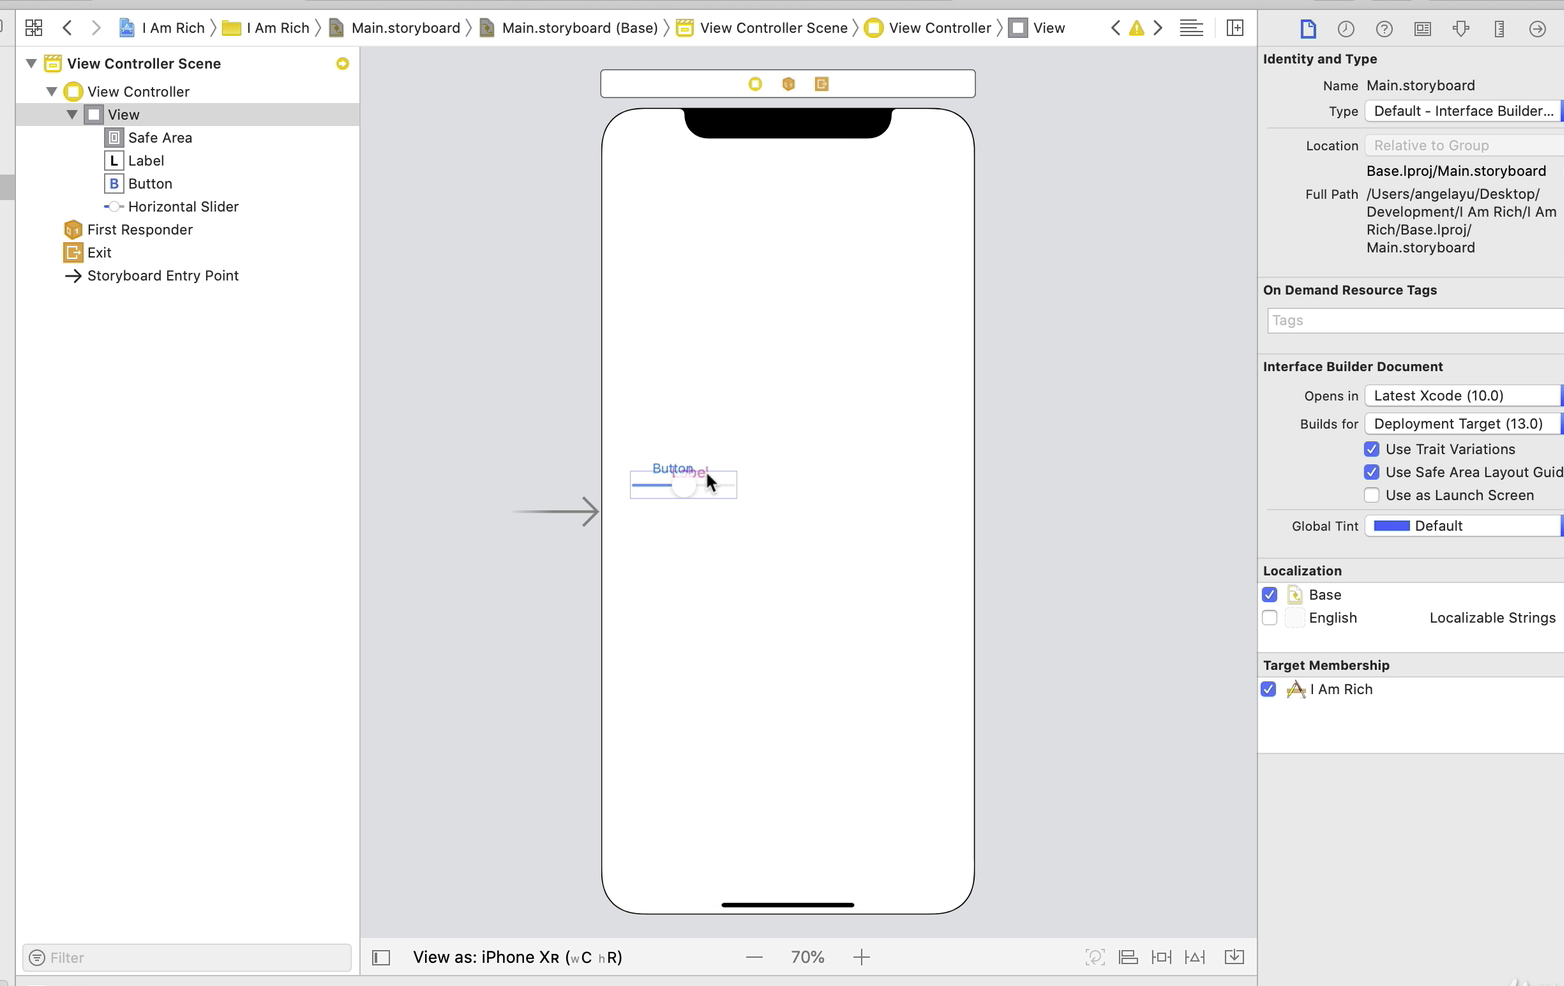 I Am Rich
I Am Rich
Main.storyboard
Main.storyboard (Base)
View Controller Scene
View Controller
View
View Controller Scene
View Controller
View
Safe Area
L Label
B Button
Horizontal Slider
First Responder
Exit
Storyboard Entry Point
Filter
Button
Label
View as: iPhone XR (wC hR)
70%
Identity and Type
Name Main.storyboard
Type Default - Interface Builder...
Location Relative to Group
Base.lproj/Main.storyboard
Full Path /Users/angelayu/Desktop/
Development/I Am Rich/I Am
Rich/Base.lproj/
Main.storyboard
On Demand Resource Tags
Tags
Interface Builder Document
Opens in Latest Xcode (10.0)
Builds for Deployment Target (13.0)
Use Trait Variations
Use Safe Area Layout Guid
Use as Launch Screen
Global Tint Default
Localization
Base
English Localizable Strings
Target Membership
I Am Rich